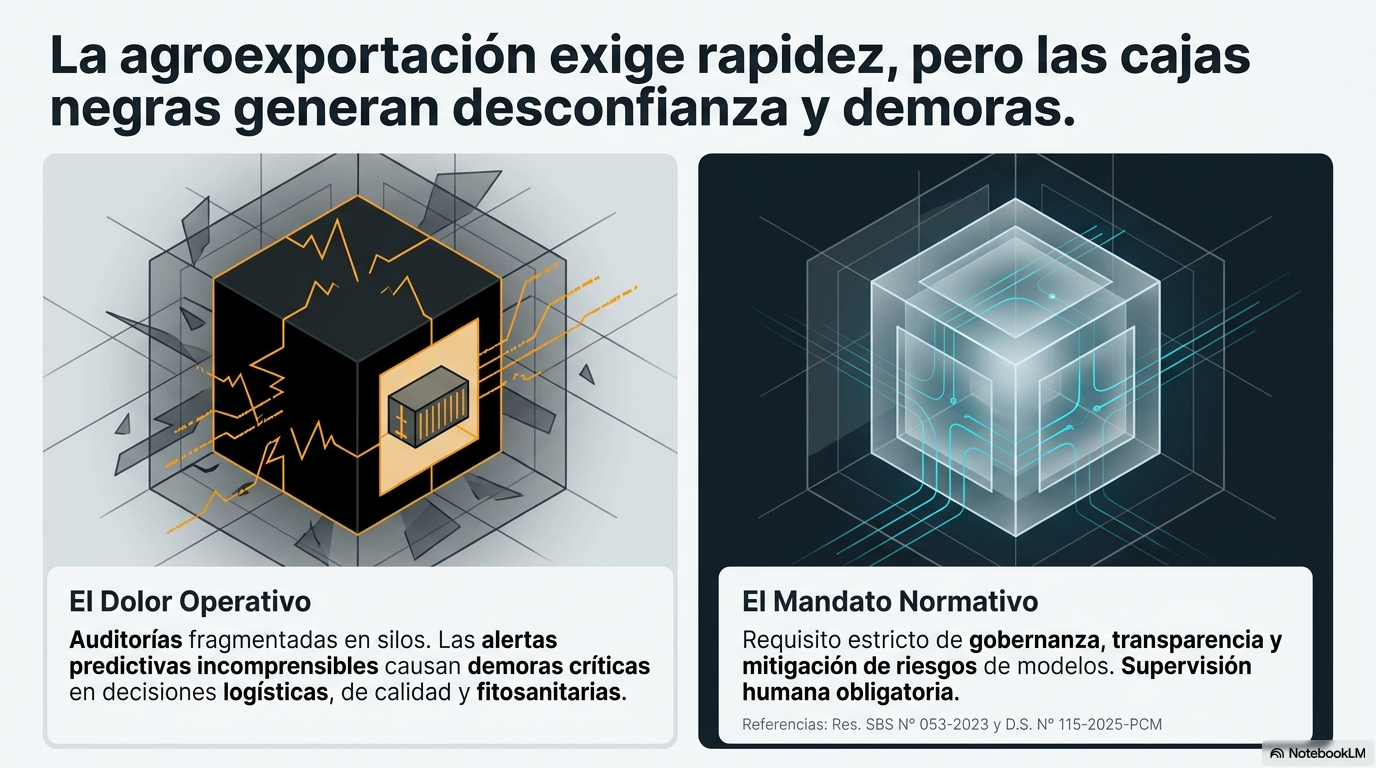 La agroexportación exige rapidez, pero las cajas
negras generan desconfianza y demoras.
El Dolor Operativo
Auditorías fragmentadas en silos. Las alertas
predictivas incomprensibles causan demoras críticas
en decisiones logísticas, de calidad y fitosanitarias.
El Mandato Normativo
Requisito estricto de gobernanza, transparencia y
mitigación de riesgos de modelos. Supervisión
humana obligatoria.
Referencias: Res. SBS Nº 053-2023 y D.S. N° 115-2025-PCM
NotebookLM